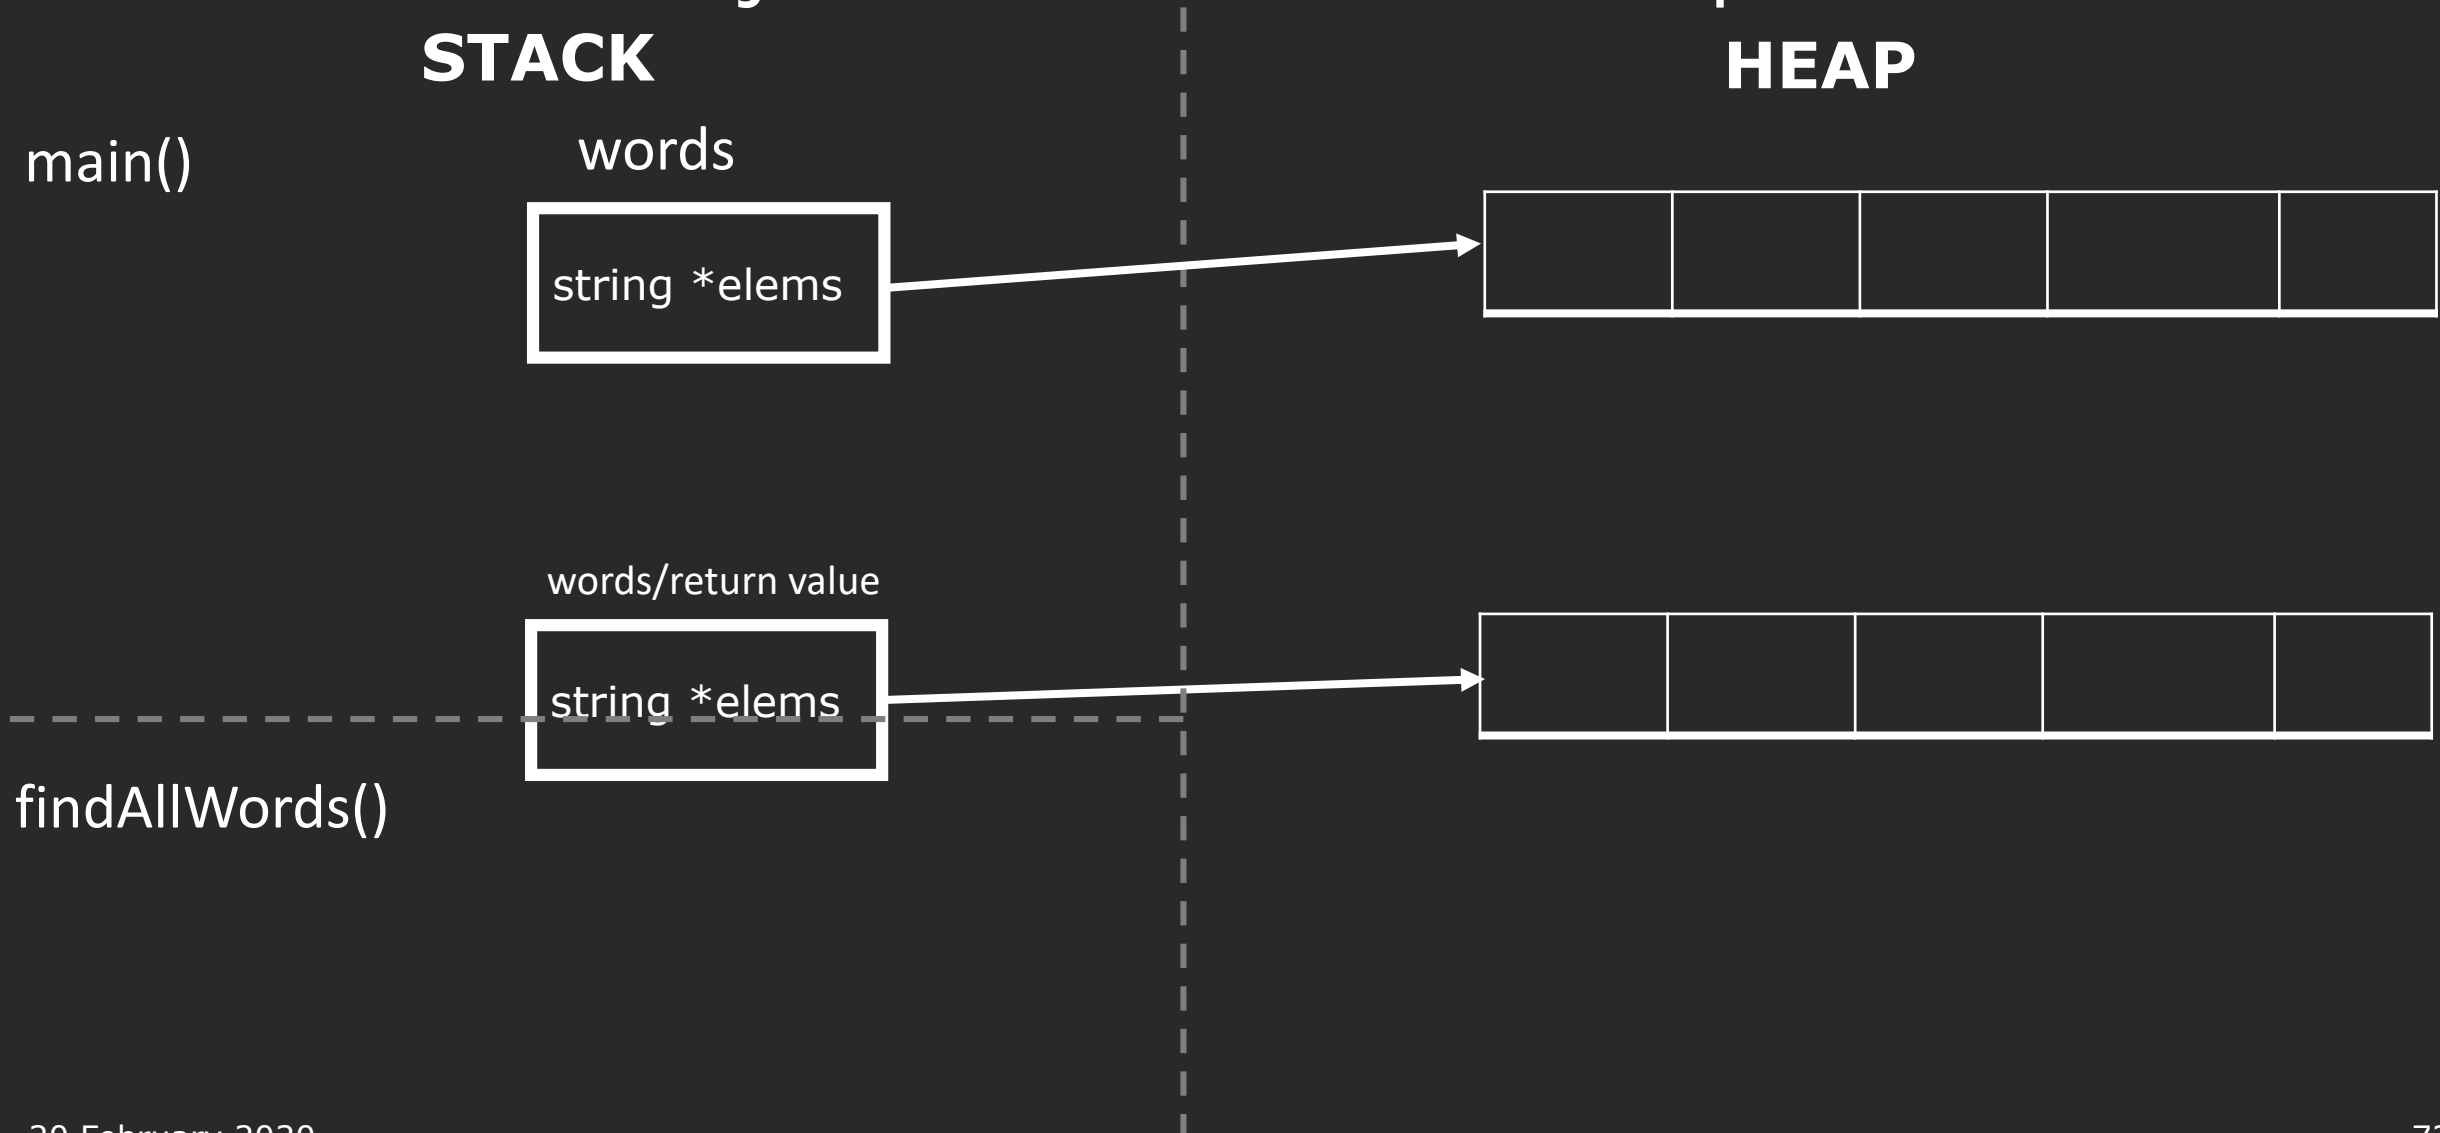 STACK
HEAP
main()
words
string *elems
words/return value
string *elems
findAllWords()